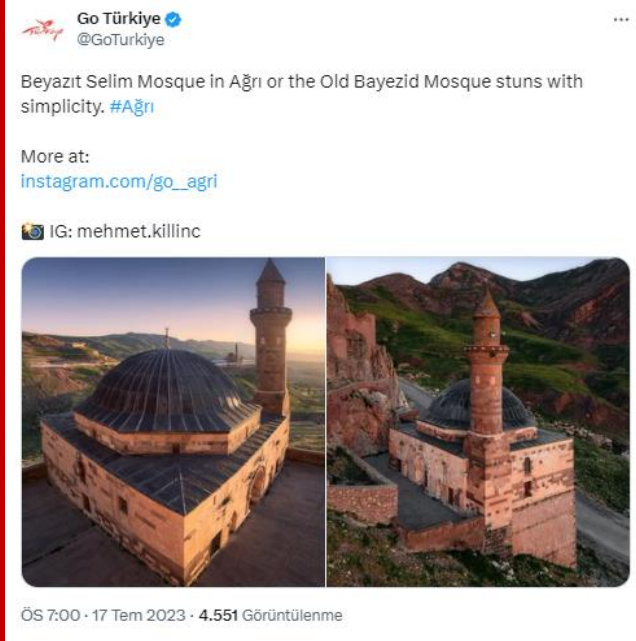 Go Türkiye
@GoTurkiye
Beyazıt Selim Mosque in Ağrı or the Old Bayezid Mosque stuns with
simplicity. #Ağrı
More at:
instagram.com/go__agri
IG: mehmet.killinc
ÖS 7:00 · 17 Tem 2023 · 4.551 Görüntülenme